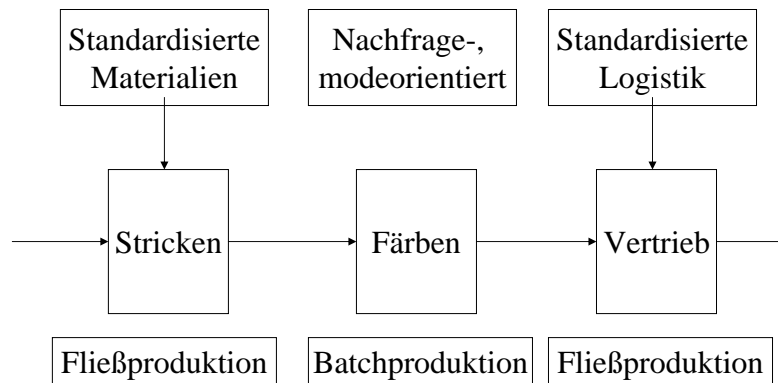 Standardisierte
Materialien
Nachfrage-,
modeorientiert
Standardisierte
Logistik
Stricken
Färben
Vertrieb
Fließproduktion
Batchproduktion
Fließproduktion